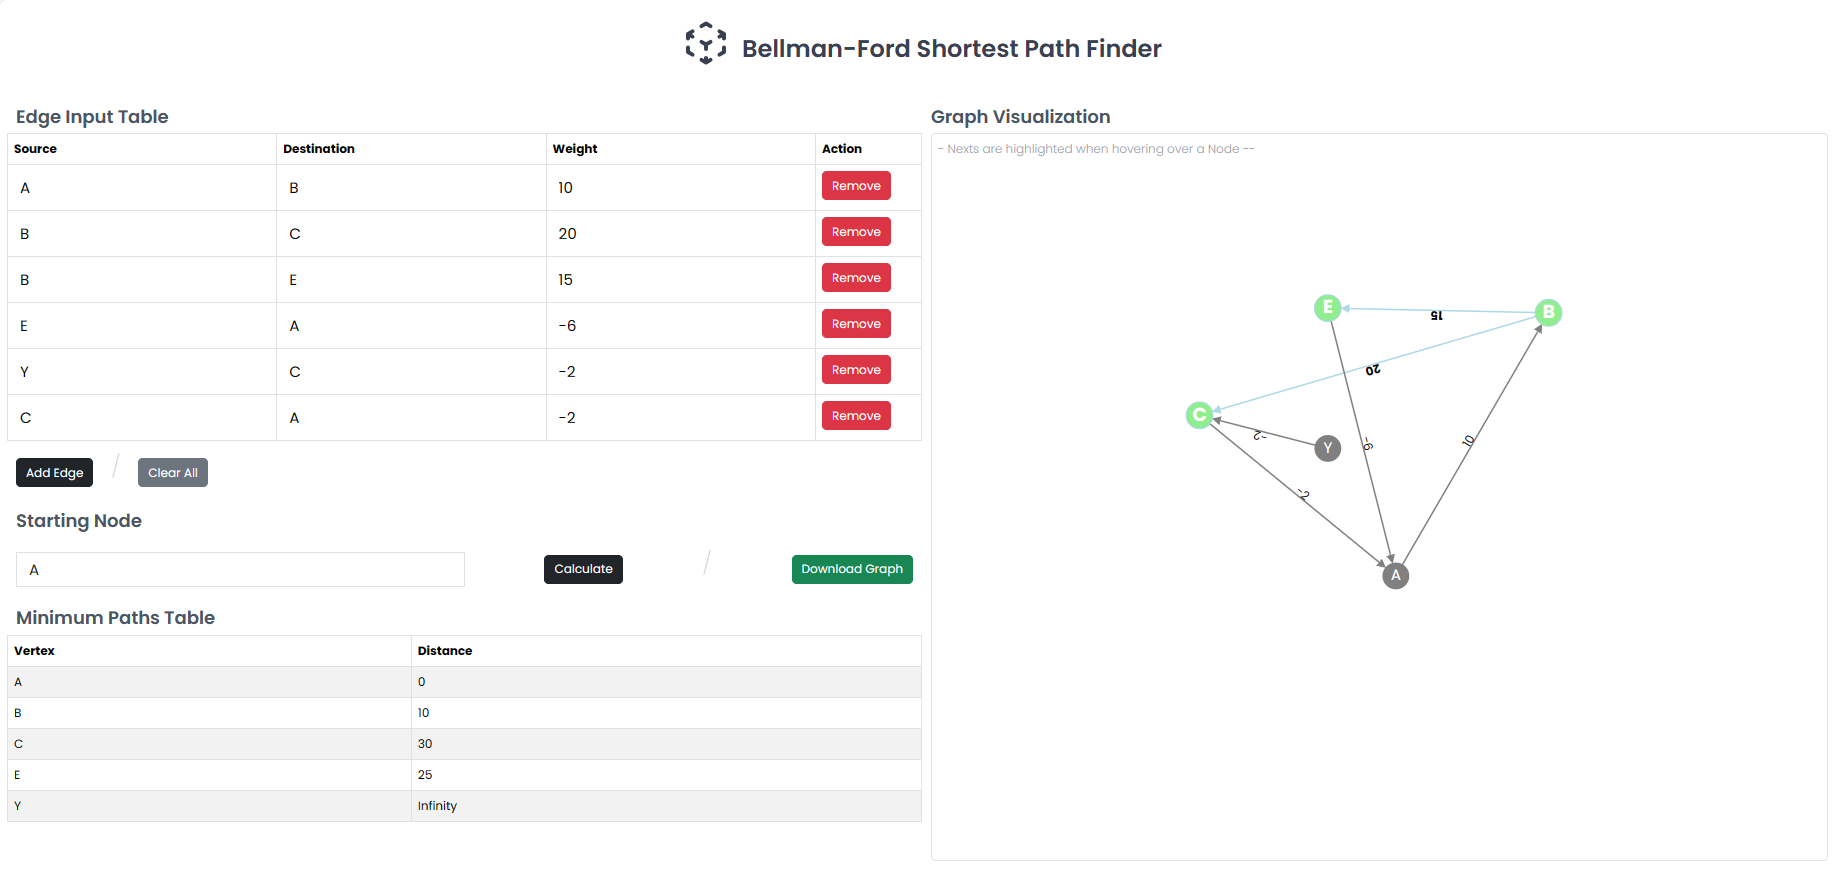 Bellman-Ford Shortest Path Finder
Edge Input Table
Source Destination Weight Action
A B 10 Remove
B C 20 Remove
B E 15 Remove
E A -6 Remove
Y C -2 Remove
C A -2 Remove
Add Edge / Clear All
Starting Node
A Calculate / Download Graph
Minimum Paths Table
Vertex Distance
A 0
B 10
C 30
E 25
Y Infinity
Graph Visualization
- Nexts are highlighted when hovering over a Node --
E B
15
20
C
-2 Y -6 10
-2
A